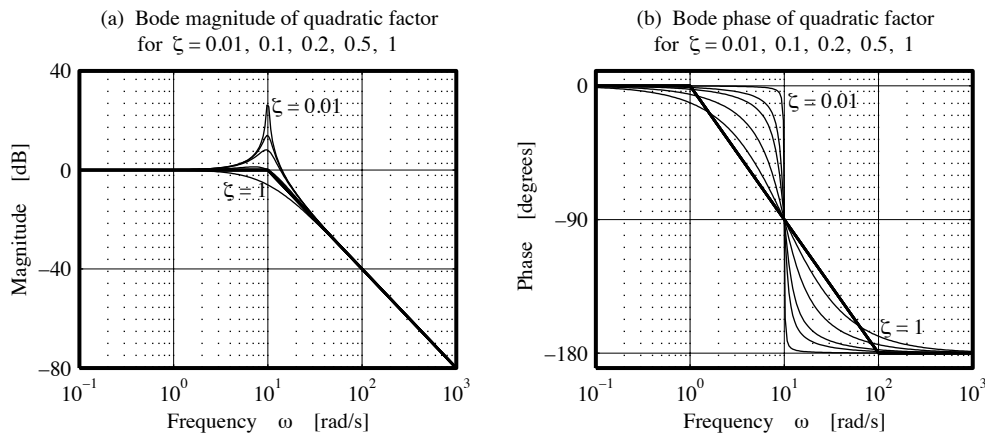 (a) Bode magnitude of quadratic factor
for ζ = 0.01, 0.1, 0.2, 0.5, 1
40
0
−40
−80
Magnitude [dB]
ζ = 0.01
ζ = 1
10⁻¹
10⁰
10¹
10²
10³
Frequency ω [rad/s]
(b) Bode phase of quadratic factor
for ζ = 0.01, 0.1, 0.2, 0.5, 1
0
−90
−180
Phase [degrees]
ζ = 0.01
ζ = 1
10⁻¹
10⁰
10¹
10²
10³
Frequency ω [rad/s]